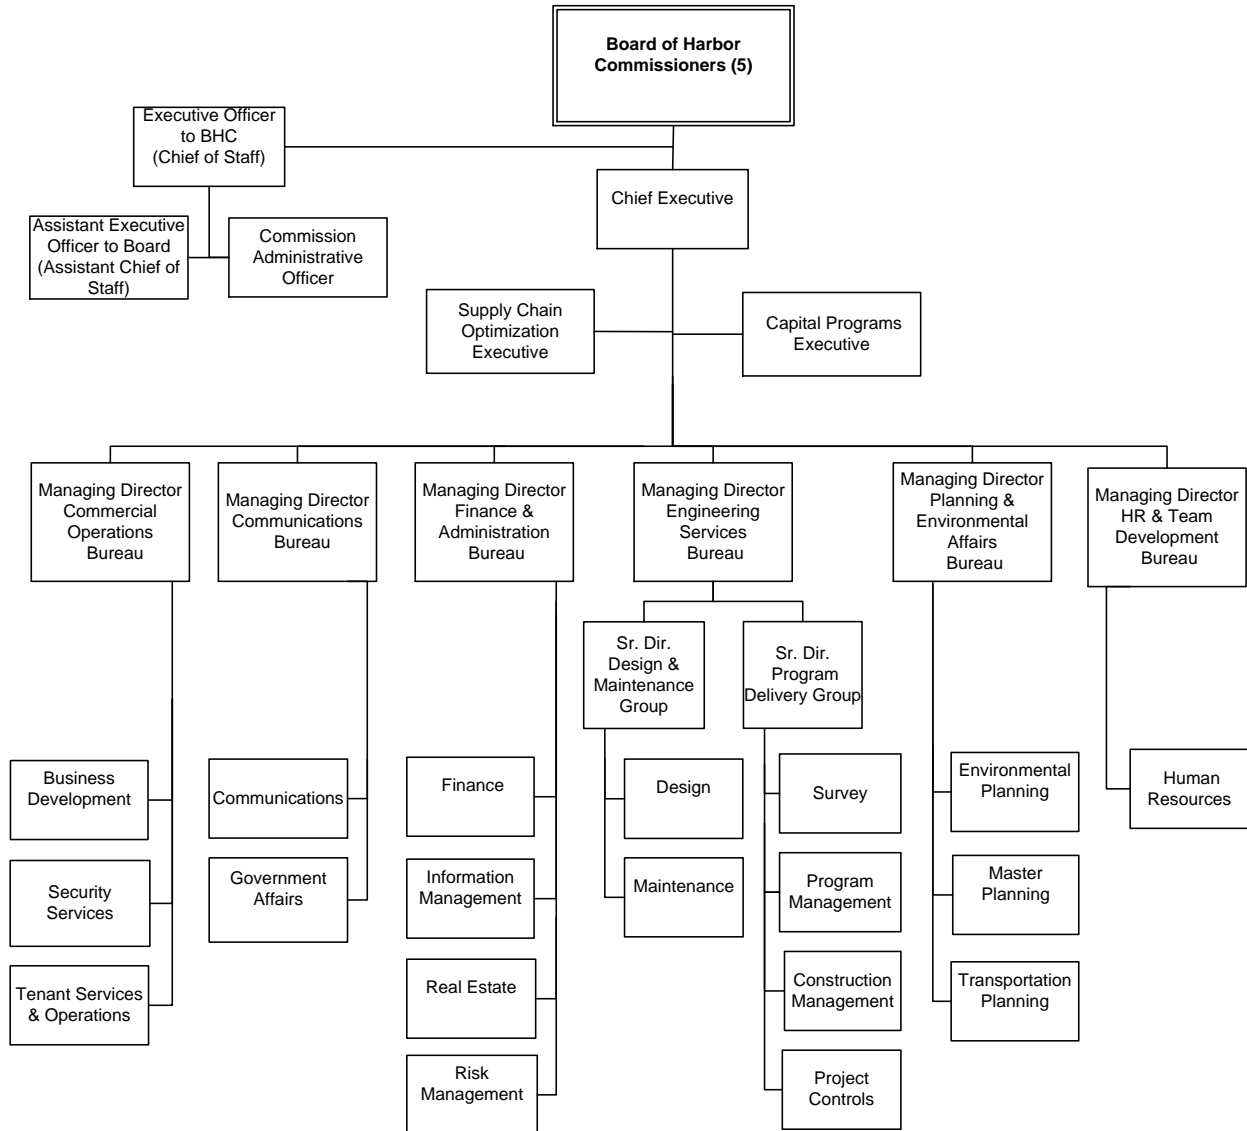 Board of Harbor
Commissioners (5)
Executive Officer
to BHC
(Chief of Staff)
Chief Executive
Assistant Executive
Officer to Board
(Assistant Chief of
Staff)
Commission
Administrative
Officer
Supply Chain
Optimization
Executive
Capital Programs
Executive
Managing Director
Commercial
Operations
Bureau
Managing Director
Communications
Bureau
Managing Director
Finance &
Administration
Bureau
Managing Director
Engineering
Services
Bureau
Managing Director
Planning &
Environmental
Affairs
Bureau
Managing Director
HR & Team
Development
Bureau
Sr. Dir.
Design &
Maintenance
Group
Sr. Dir.
Program
Delivery Group
Business
Development
Security
Services
Tenant Services
& Operations
Communications
Government
Affairs
Finance
Information
Management
Real Estate
Risk
Management
Design
Maintenance
Survey
Program
Management
Construction
Management
Project
Controls
Environmental
Planning
Master
Planning
Transportation
Planning
Human
Resources